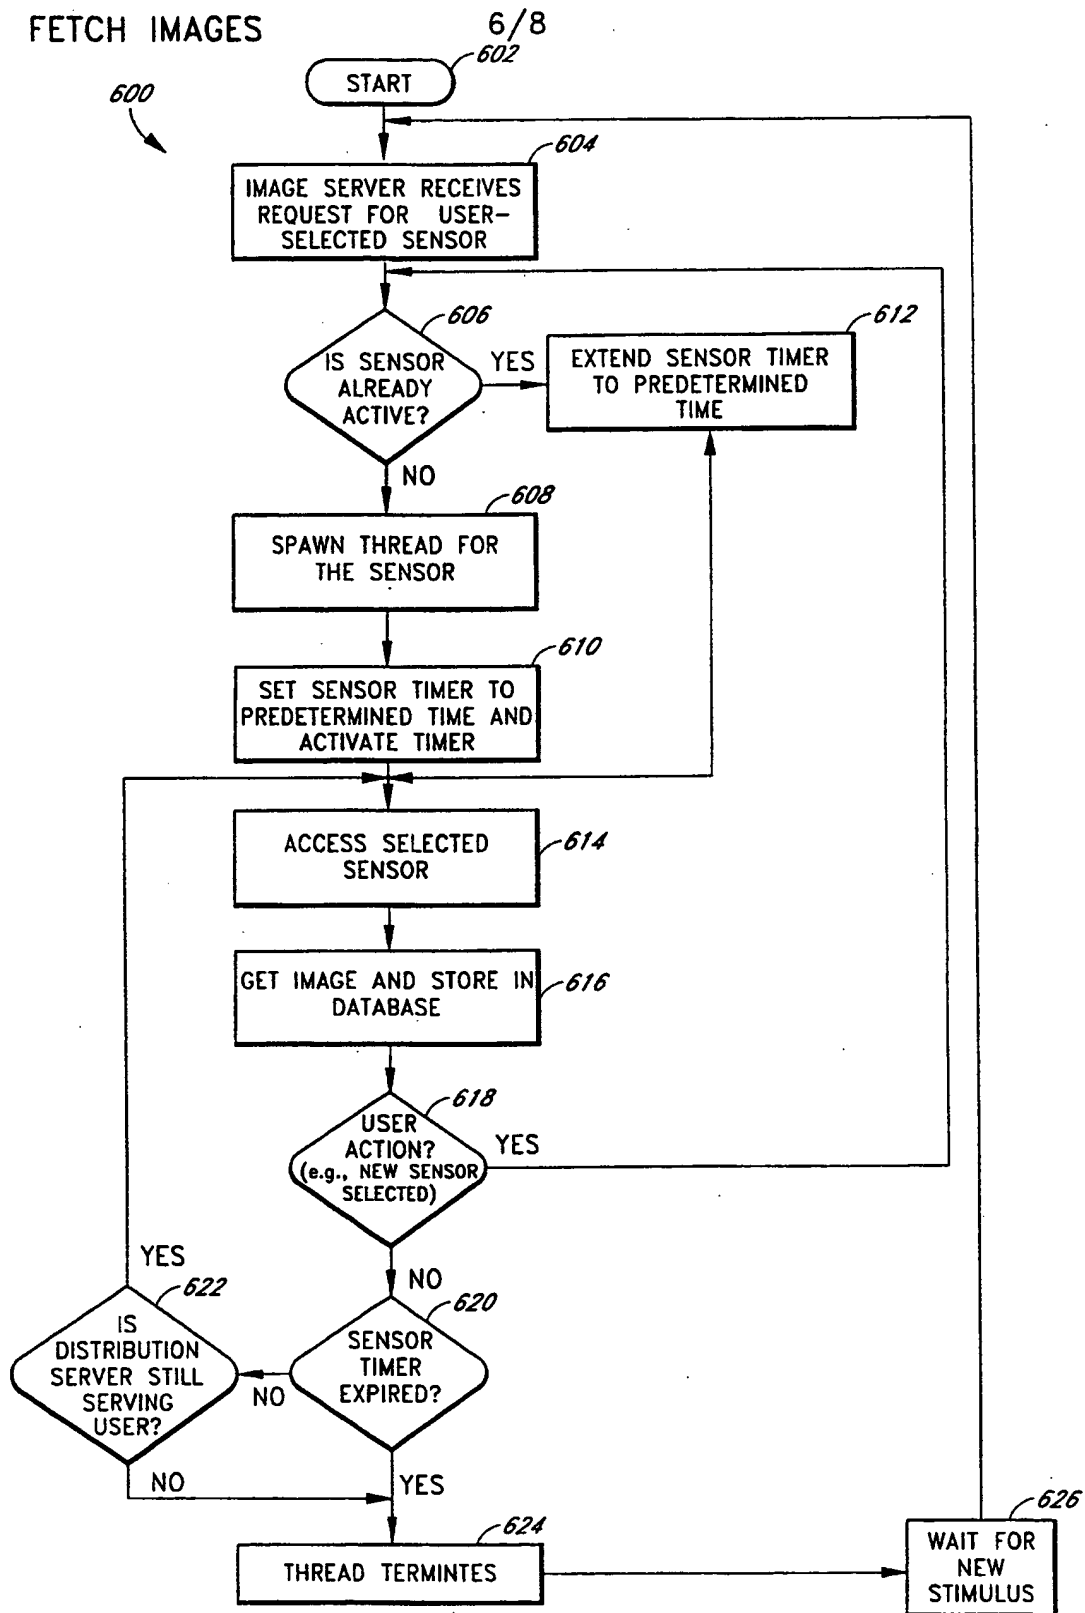 FETCH IMAGES
6/8
602
START
600
604
IMAGE SERVER RECEIVES
REQUEST FOR USER-
SELECTED SENSOR
606
IS SENSOR
ALREADY
ACTIVE?
YES
612
EXTEND SENSOR TIMER
TO PREDETERMINED
TIME
NO
608
SPAWN THREAD FOR
THE SENSOR
610
SET SENSOR TIMER TO
PREDETERMINED TIME AND
ACTIVATE TIMER
ACCESS SELECTED
SENSOR
614
GET IMAGE AND STORE IN
DATABASE
616
618
USER
ACTION?
(e.g., NEW SENSOR
SELECTED)
YES
NO
620
SENSOR
TIMER
EXPIRED?
NO
YES
622
IS
DISTRIBUTION
SERVER STILL
SERVING
USER?
NO
YES
624
THREAD TERMINTES
626
WAIT FOR
NEW
STIMULUS